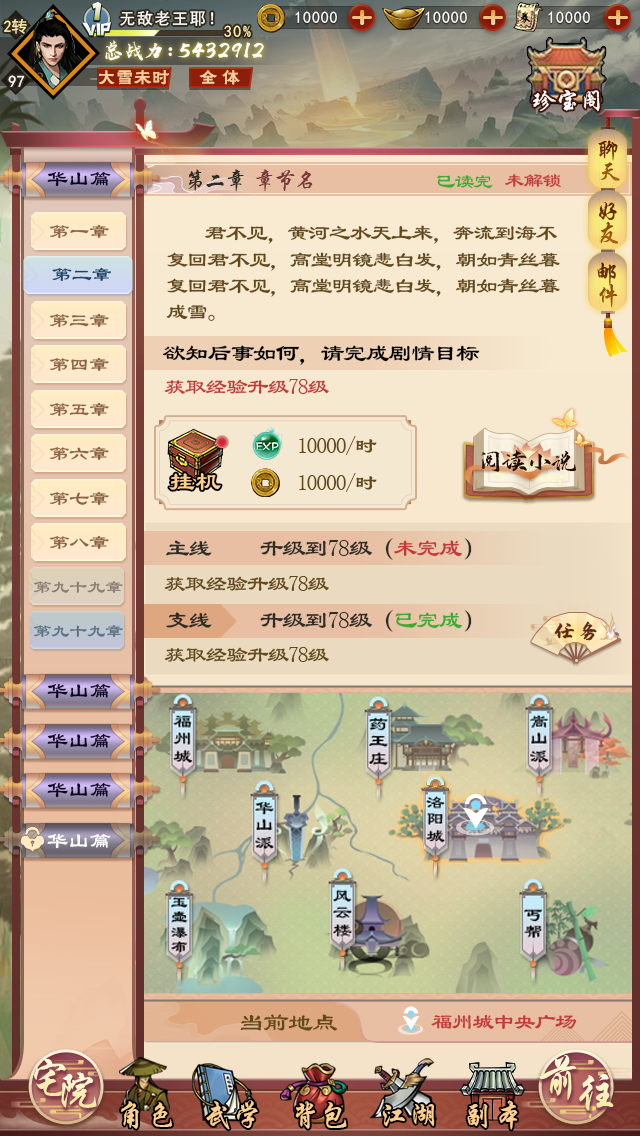 2转
97
1
VIP
无敌老王耶！
30%
10000
10000
10000
总战力:5432912
大雪未时
全体
珍宝阁
聊天
好友
邮件
华山篇
第一章
第二章
第三章
第四章
第五章
第六章
第七章
第八章
第九十九章
第九十九章
华山篇
华山篇
华山篇
华山篇
第二章 章节名
已读完 未解锁
君不见，黄河之水天上来，奔流到海不
复回君不见，高堂明镜悲白发，朝如青丝暮
复回君不见，高堂明镜悲白发，朝如青丝暮
成雪。
欲知后事如何，请完成剧情目标
获取经验升级78级
挂机
EXP 10000/时
10000/时
阅读小说
主线 升级到78级（未完成）
获取经验升级78级
支线 升级到78级（已完成）
获取经验升级78级
任务
福州城
药王庄
嵩山派
华山派
洛阳城
玉壶瀑布
风云楼
丐帮
当前地点 福州城中央广场
宅院
角色
武学
背包
江湖
副本
前往